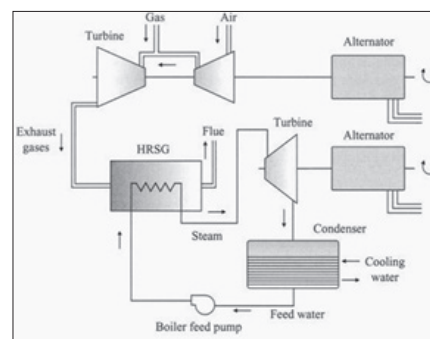 Gas
Air
Turbine
Alternator
Exhaust
gases
HRSG
Flue
Turbine
Alternator
Steam
Condenser
Cooling
water
Feed water
Boiler feed pump